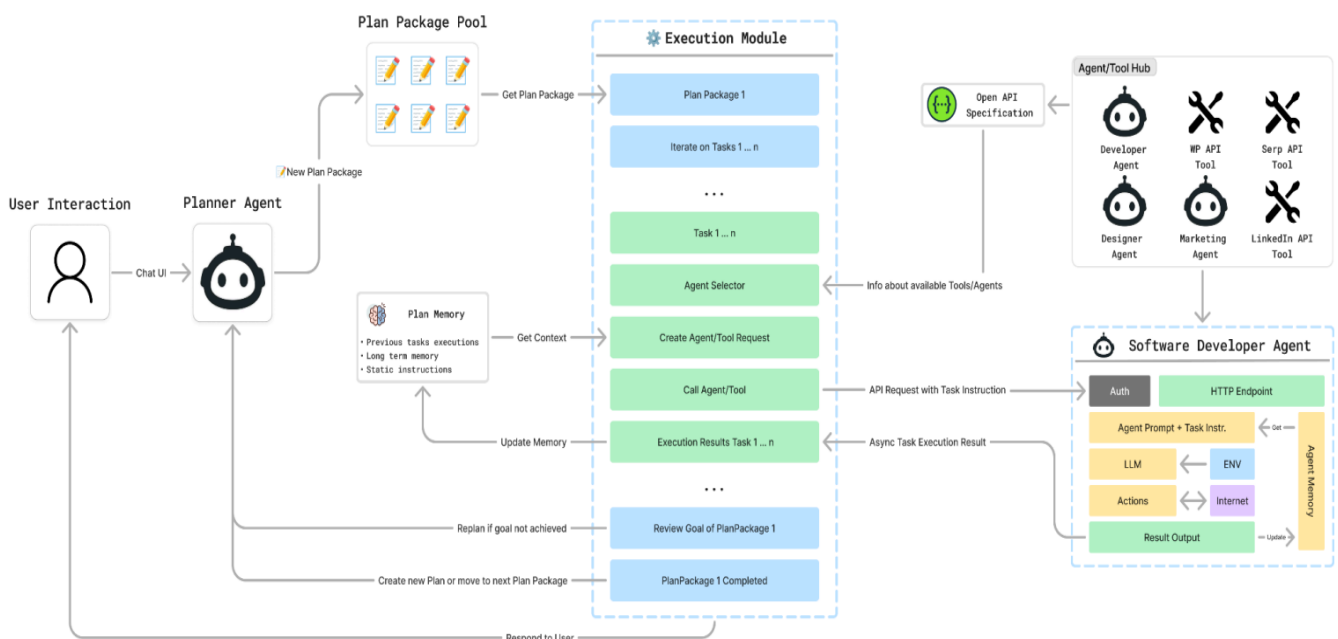 Plan Package Pool
Get Plan Package
📝New Plan Package
User Interaction
Chat UI
Planner Agent
Plan Memory
• Previous tasks executions
• Long term memory
• Static instructions
Get Context
Update Memory
Replan if goal not achieved
Create new Plan or move to next Plan Package
Respond to User
⚙️ Execution Module
Plan Package 1
Iterate on Tasks 1 ... n
...
Task 1 ... n
Agent Selector
Create Agent/Tool Request
Call Agent/Tool
Execution Results Task 1 ... n
...
Review Goal of PlanPackage 1
PlanPackage 1 Completed
{...}
Open API
Specification
Info about available Tools/Agents
API Request with Task Instruction
Async Task Execution Result
Agent/Tool Hub
Developer
Agent
WP API
Tool
Serp API
Tool
Designer
Agent
Marketing
Agent
LinkedIn API
Tool
Software Developer Agent
Auth
HTTP Endpoint
Agent Prompt + Task Instr.
Get
LLM
ENV
Actions
Internet
Agent Memory
Result Output
Update